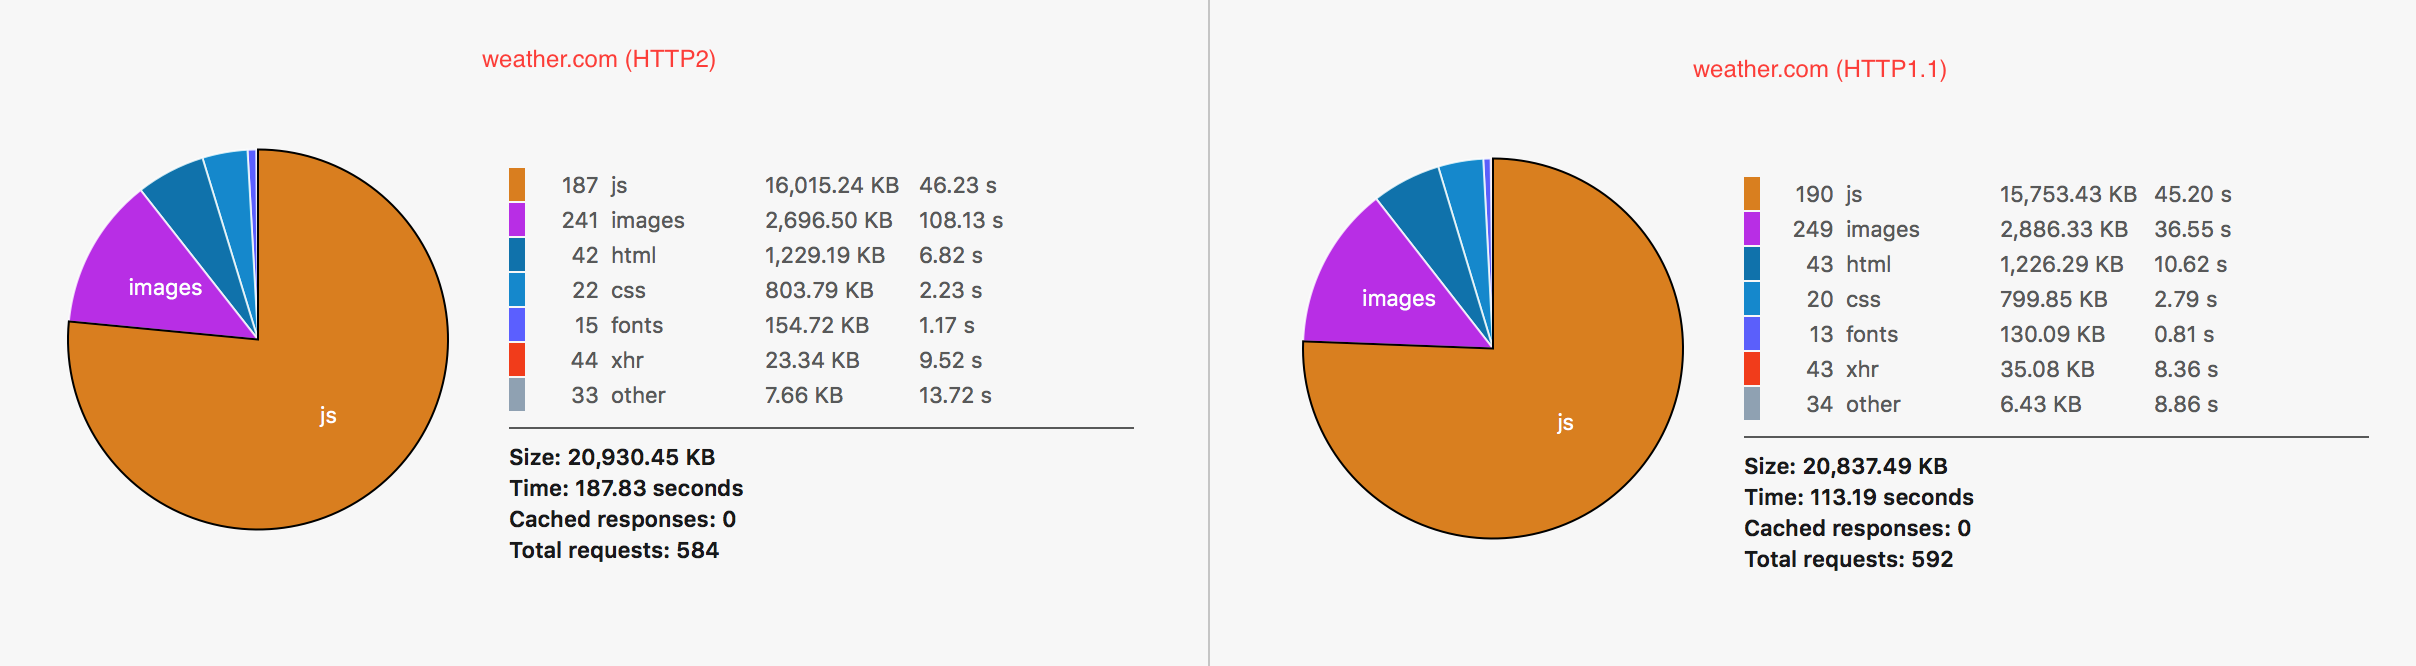 weather.com (HTTP2)
images
js
187 js 16,015.24 KB 46.23 s
241 images 2,696.50 KB 108.13 s
42 html 1,229.19 KB 6.82 s
22 css 803.79 KB 2.23 s
15 fonts 154.72 KB 1.17 s
44 xhr 23.34 KB 9.52 s
33 other 7.66 KB 13.72 s
Size: 20,930.45 KB
Time: 187.83 seconds
Cached responses: 0
Total requests: 584
weather.com (HTTP1.1)
images
js
190 js 15,753.43 KB 45.20 s
249 images 2,886.33 KB 36.55 s
43 html 1,226.29 KB 10.62 s
20 css 799.85 KB 2.79 s
13 fonts 130.09 KB 0.81 s
43 xhr 35.08 KB 8.36 s
34 other 6.43 KB 8.86 s
Size: 20,837.49 KB
Time: 113.19 seconds
Cached responses: 0
Total requests: 592